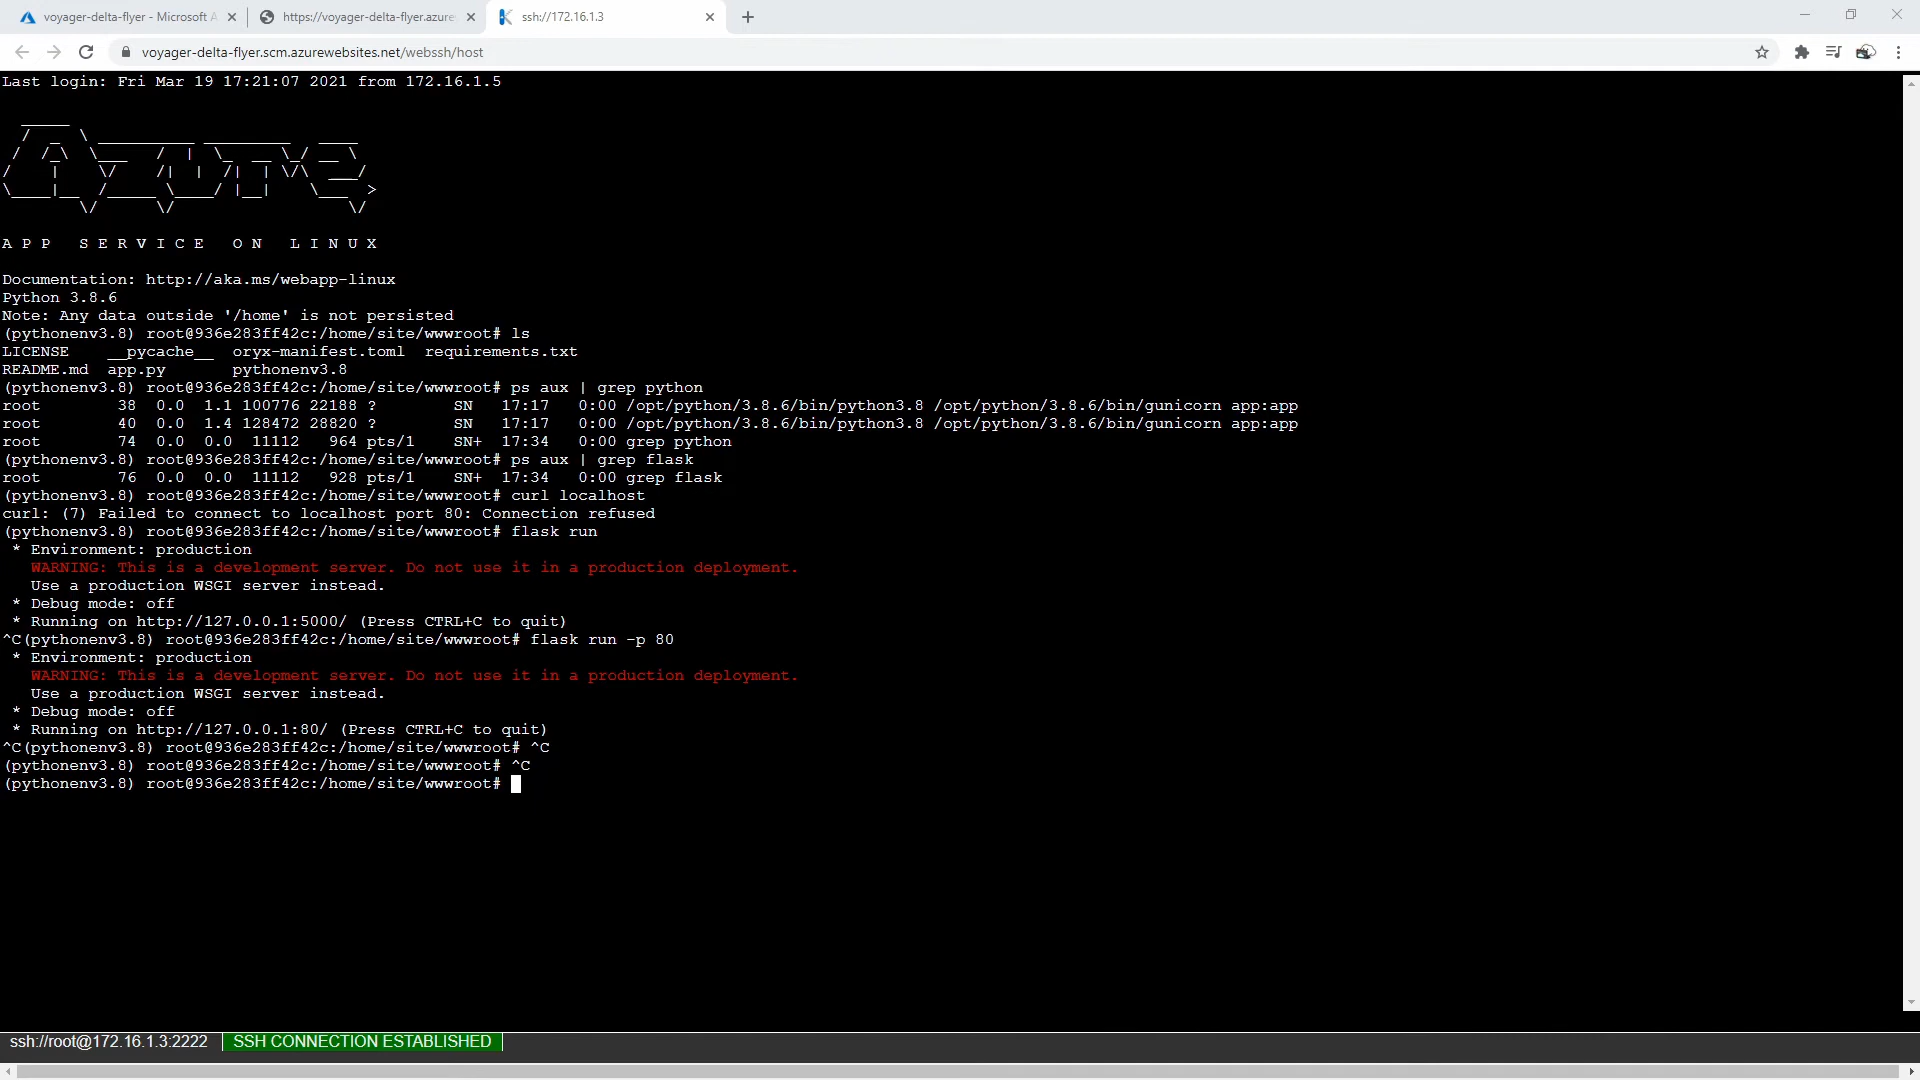 voyager-delta-flyer - Microsoft A
https://voyager-delta-flyer.azurew
ssh://172.16.1.3
voyager-delta-flyer.scm.azurewebsites.net/webssh/host
Last login: Fri Mar 19 17:21:07 2021 from 172.16.1.5
Azure
A P P   S E R V I C E   O N   L I N U X
Documentation: http://aka.ms/webapp-linux
Python 3.8.6
Note: Any data outside '/home' is not persisted
(pythonenv3.8) root@936e283ff42c:/home/site/wwwroot# ls
LICENSE    __pycache__  oryx-manifest.toml  requirements.txt
README.md  app.py       pythonenv3.8
(pythonenv3.8) root@936e283ff42c:/home/site/wwwroot# ps aux | grep python
root        38  0.0  1.1 100776 22188 ?        SN   17:17   0:00 /opt/python/3.8.6/bin/python3.8 /opt/python/3.8.6/bin/gunicorn app:app
root        40  0.0  1.4 128472 28820 ?        SN   17:17   0:00 /opt/python/3.8.6/bin/python3.8 /opt/python/3.8.6/bin/gunicorn app:app
root        74  0.0  0.0  11112   964 pts/1    SN+  17:34   0:00 grep python
(pythonenv3.8) root@936e283ff42c:/home/site/wwwroot# ps aux | grep flask
root        76  0.0  0.0  11112   928 pts/1    SN+  17:34   0:00 grep flask
(pythonenv3.8) root@936e283ff42c:/home/site/wwwroot# curl localhost
curl: (7) Failed to connect to localhost port 80: Connection refused
(pythonenv3.8) root@936e283ff42c:/home/site/wwwroot# flask run
 * Environment: production
   WARNING: This is a development server. Do not use it in a production deployment.
   Use a production WSGI server instead.
 * Debug mode: off
 * Running on http://127.0.0.1:5000/ (Press CTRL+C to quit)
^C(pythonenv3.8) root@936e283ff42c:/home/site/wwwroot# flask run -p 80
 * Environment: production
   WARNING: This is a development server. Do not use it in a production deployment.
   Use a production WSGI server instead.
 * Debug mode: off
 * Running on http://127.0.0.1:80/ (Press CTRL+C to quit)
^C(pythonenv3.8) root@936e283ff42c:/home/site/wwwroot# ^C
(pythonenv3.8) root@936e283ff42c:/home/site/wwwroot# ^C
(pythonenv3.8) root@936e283ff42c:/home/site/wwwroot#
ssh://root@172.16.1.3:2222
SSH CONNECTION ESTABLISHED